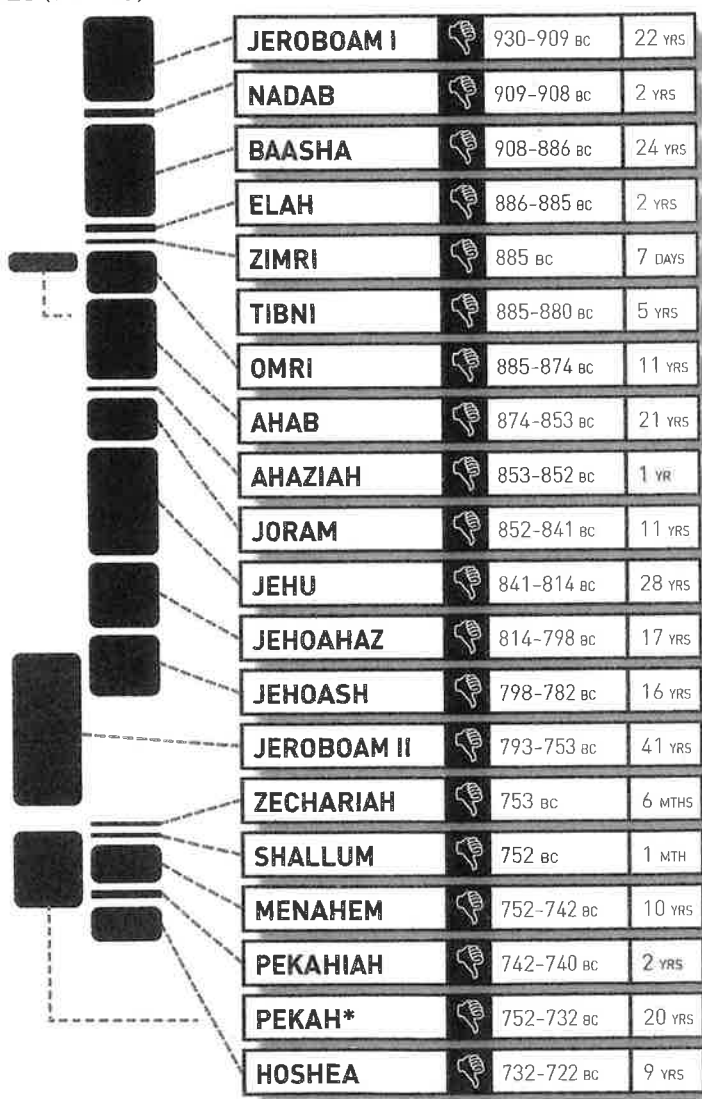 JEROBOAM I 930-909 BC 22 YRS
NADAB 909-908 BC 2 YRS
BAASHA 908-886 BC 24 YRS
ELAH 886-885 BC 2 YRS
ZIMRI 885 BC 7 DAYS
TIBNI 885-880 BC 5 YRS
OMRI 885-874 BC 11 YRS
AHAB 874-853 BC 21 YRS
AHAZIAH 853-852 BC 1 YR
JORAM 852-841 BC 11 YRS
JEHU 841-814 BC 28 YRS
JEHOAHAZ 814-798 BC 17 YRS
JEHOASH 798-782 BC 16 YRS
JEROBOAM II 793-753 BC 41 YRS
ZECHARIAH 753 BC 6 MTHS
SHALLUM 752 BC 1 MTH
MENAHEM 752-742 BC 10 YRS
PEKAHIAH 742-740 BC 2 YRS
PEKAH* 752-732 BC 20 YRS
HOSHEA 732-722 BC 9 YRS